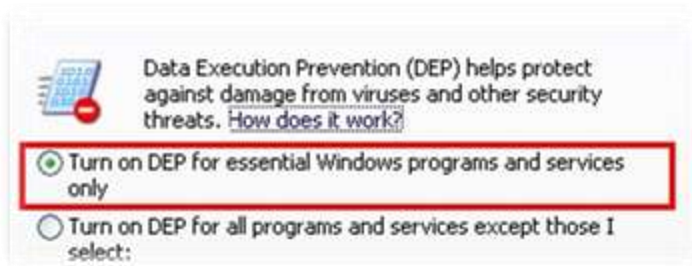 Data Execution Prevention (DEP) helps protect
against damage from viruses and other security
threats. How does it work?
Turn on DEP for essential Windows programs and services
only
Turn on DEP for all programs and services except those I
select: